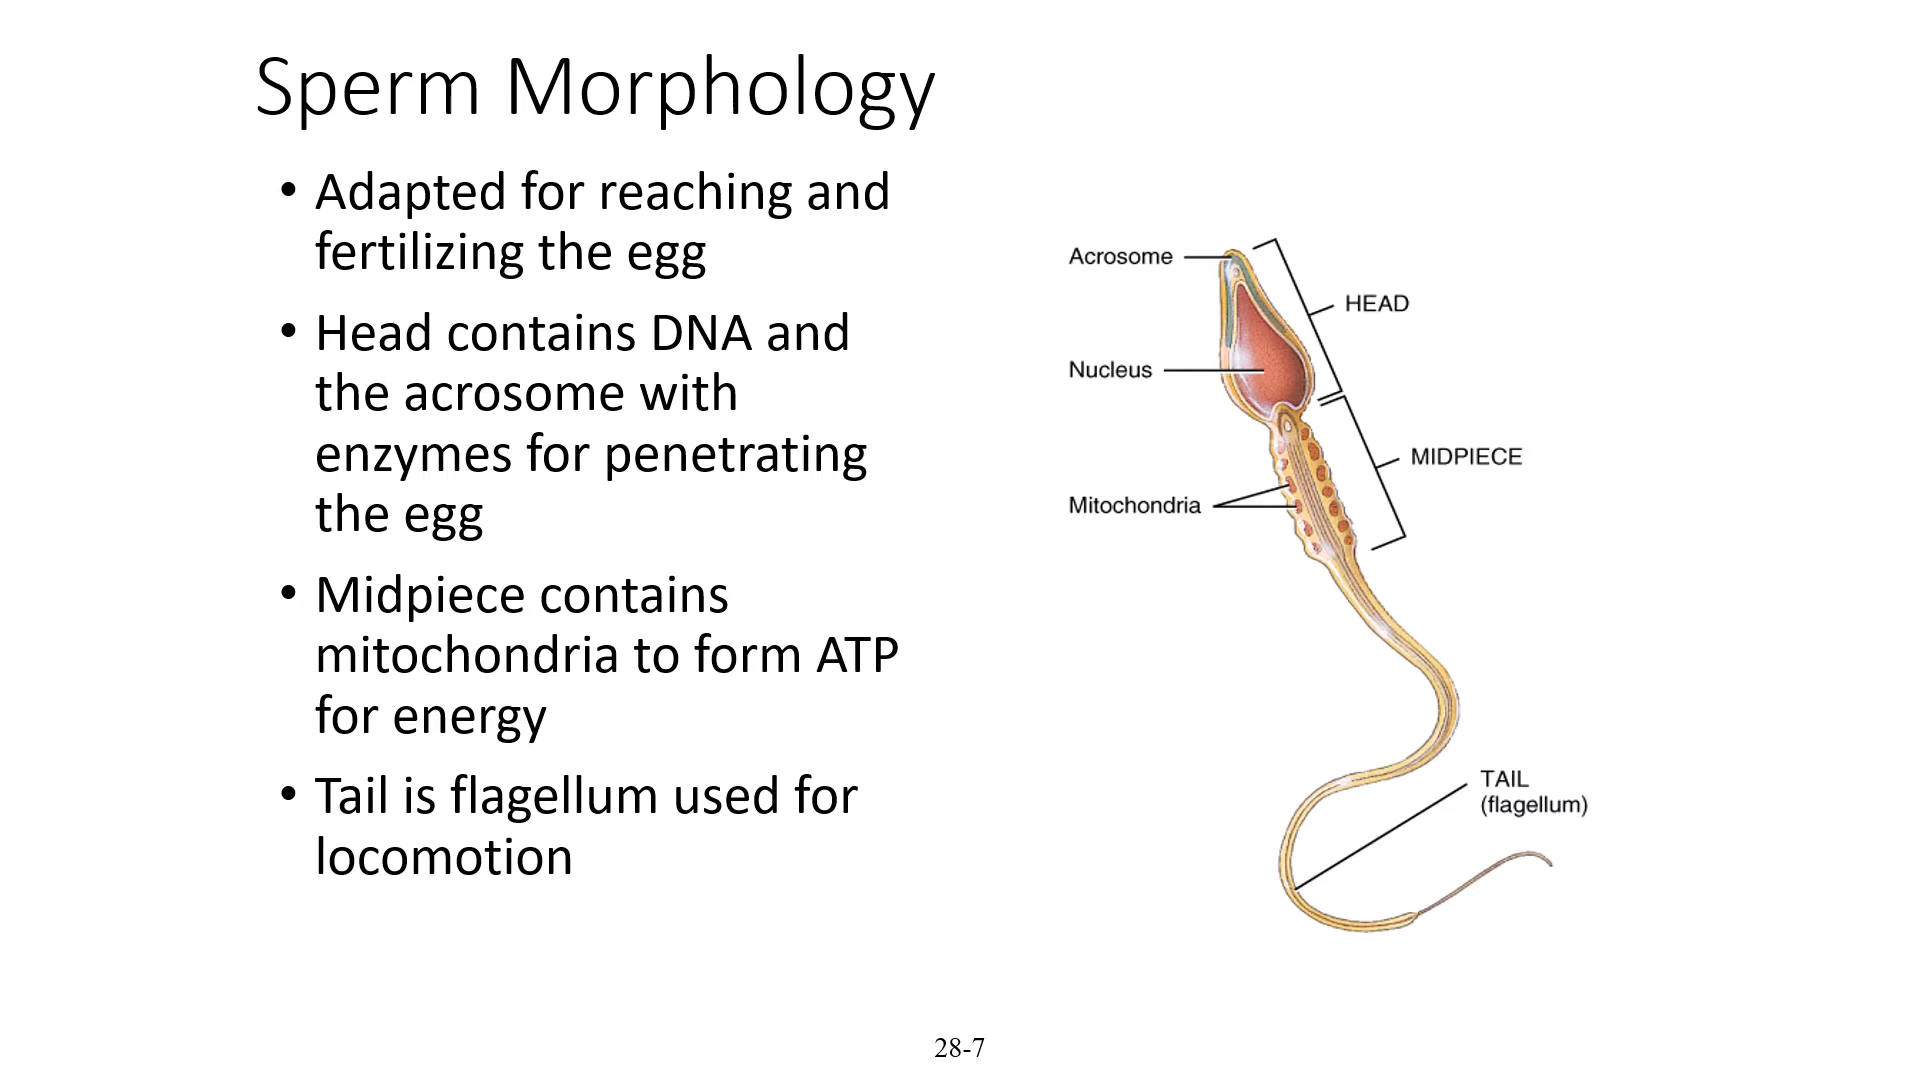 Sperm Morphology
• Adapted for reaching and
fertilizing the egg
• Head contains DNA and
the acrosome with
enzymes for penetrating
the egg
• Midpiece contains
mitochondria to form ATP
for energy
• Tail is flagellum used for
locomotion
Acrosome
HEAD
Nucleus
MIDPIECE
Mitochondria
TAIL
(flagellum)
28-7